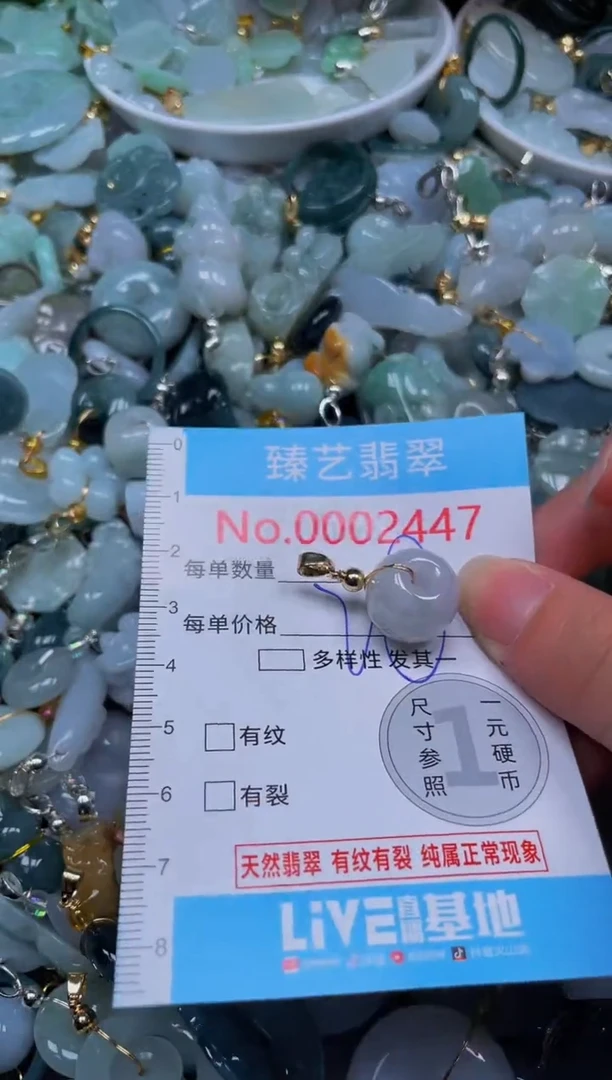 0
臻艺翡翠
1
No.0002447
2
每单数量
3
每单价格
4
多样性 发其一
尺寸参照
1
一元硬币
5
有纹
6
有裂
7
天然翡翠 有纹有裂 纯属正常现象
LiVE直播基地
8